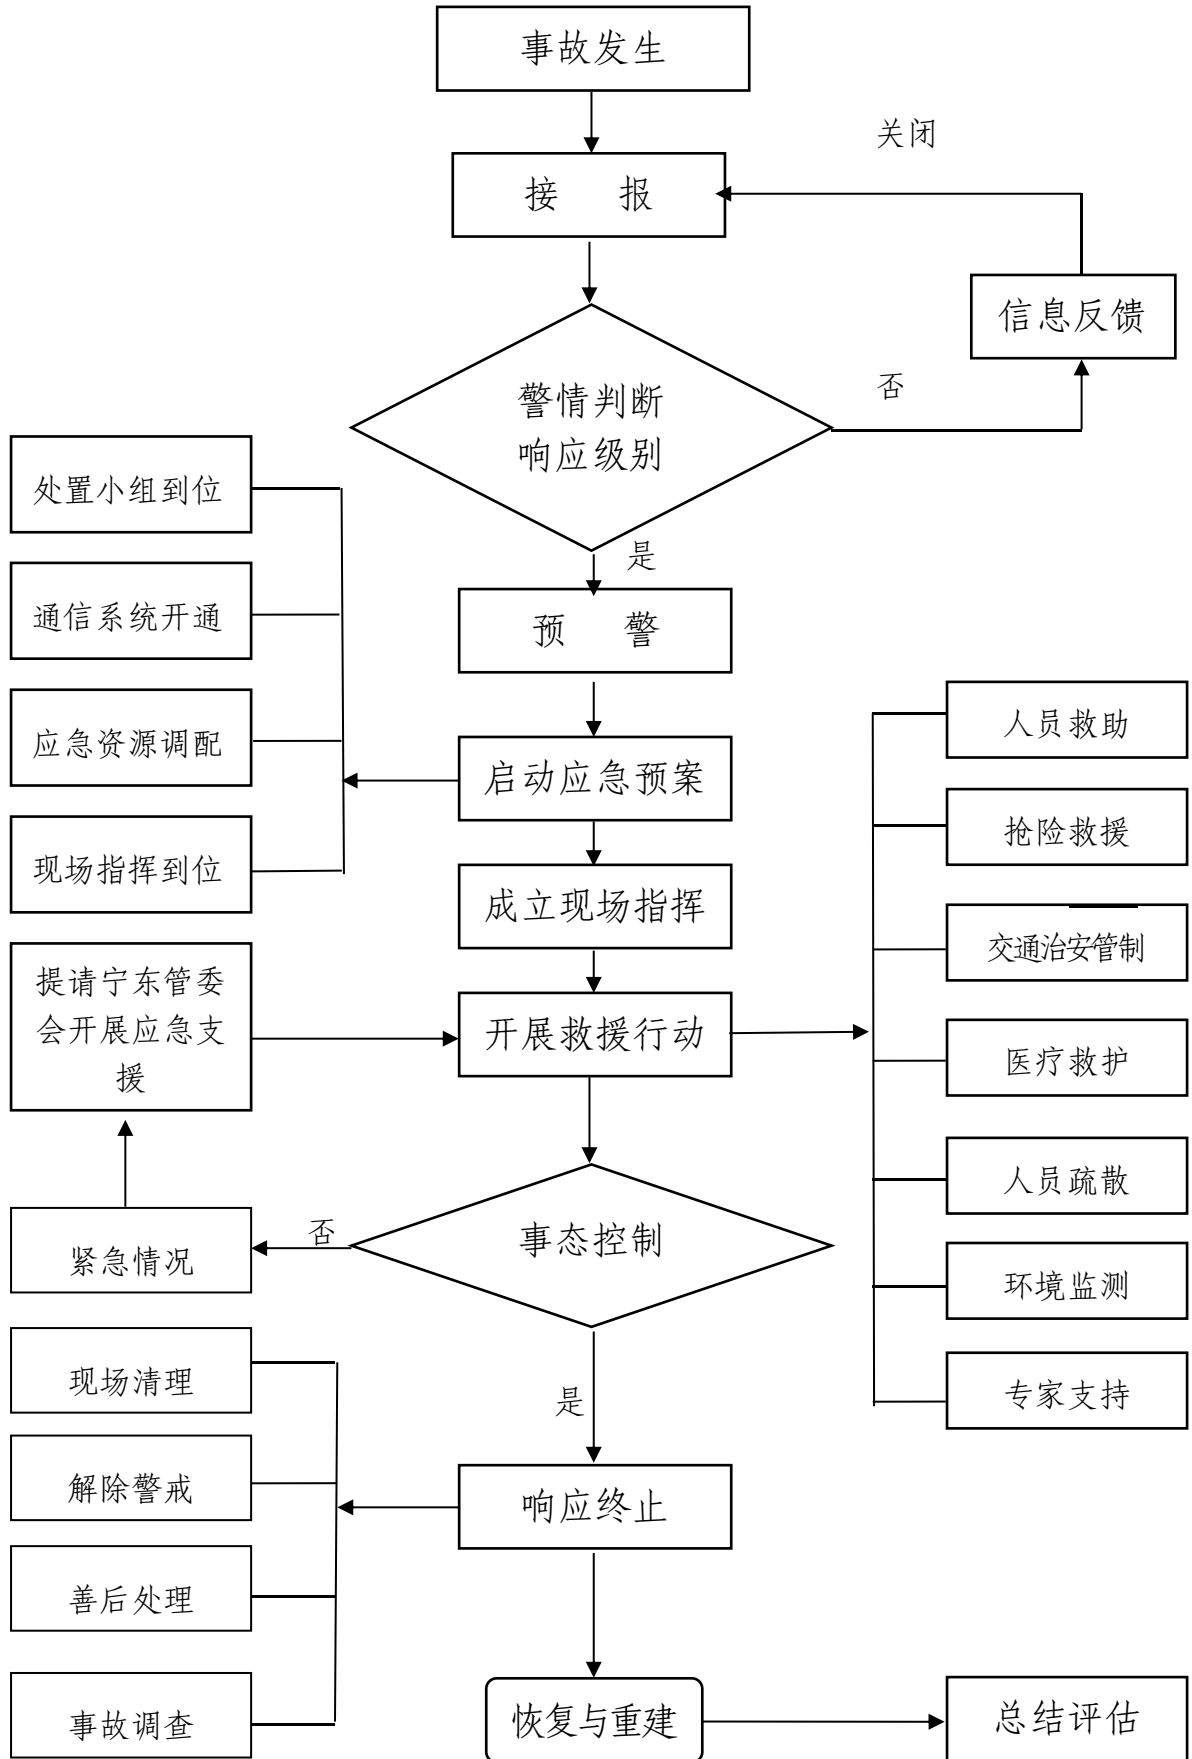 事故发生
关闭
接 报
信息反馈
警情判断
响应级别
否
处置小组到位
是
通信系统开通
预 警
人员救助
应急资源调配
启动应急预案
抢险救援
现场指挥到位
成立现场指挥
交通治安管制
提请宁东管委
会开展应急支
援
开展救援行动
医疗救护
人员疏散
紧急情况
否
事态控制
环境监测
现场清理
是
专家支持
解除警戒
响应终止
善后处理
事故调查
恢复与重建
总结评估